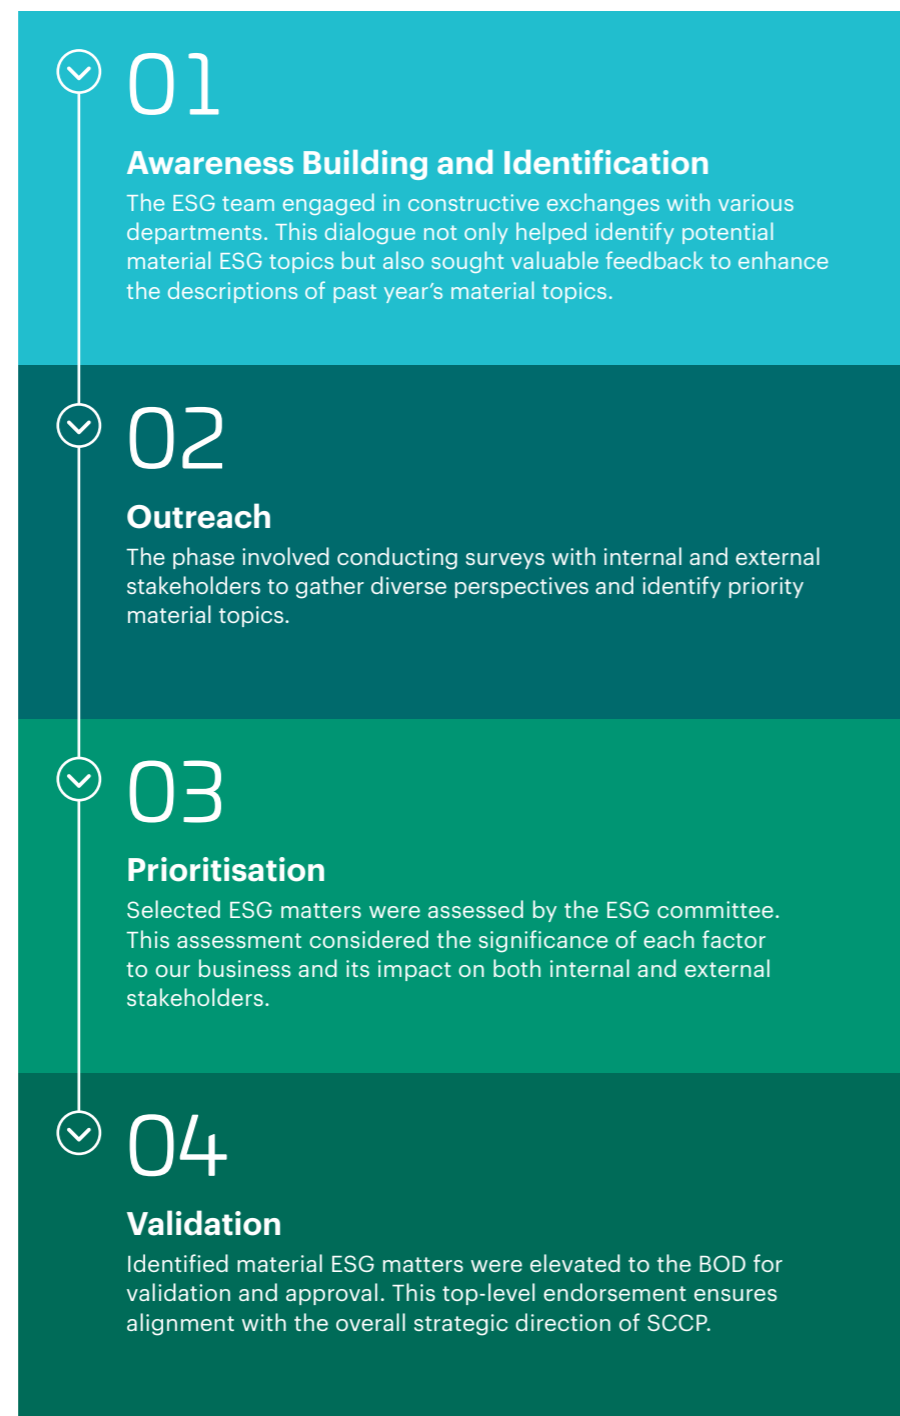 01
Awareness Building and Identification
The ESG team engaged in constructive exchanges with various
departments. This dialogue not only helped identify potential
material ESG topics but also sought valuable feedback to enhance
the descriptions of past year’s material topics.
02
Outreach
The phase involved conducting surveys with internal and external
stakeholders to gather diverse perspectives and identify priority
material topics.
03
Prioritisation
Selected ESG matters were assessed by the ESG committee.
This assessment considered the significance of each factor
to our business and its impact on both internal and external
stakeholders.
04
Validation
Identified material ESG matters were elevated to the BOD for
validation and approval. This top-level endorsement ensures
alignment with the overall strategic direction of SCCP.